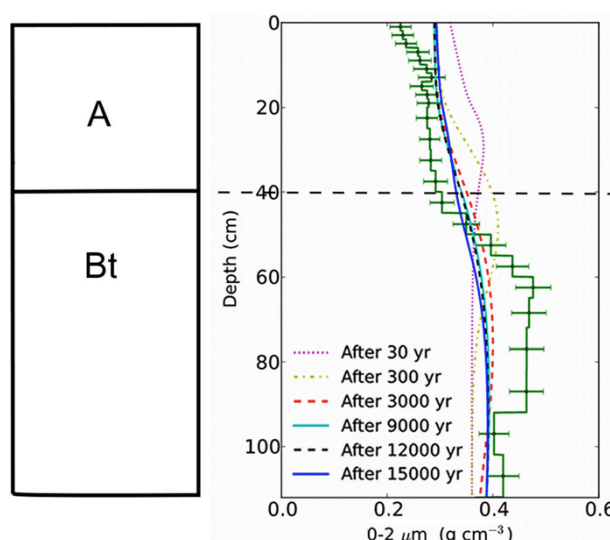 A
Bt
0
20
40
60
80
100
Depth (cm)
After 30 yr
After 300 yr
After 3000 yr
After 9000 yr
After 12000 yr
After 15000 yr
0.0 0.2 0.4 0.6
0-2 μm (g cm⁻³)